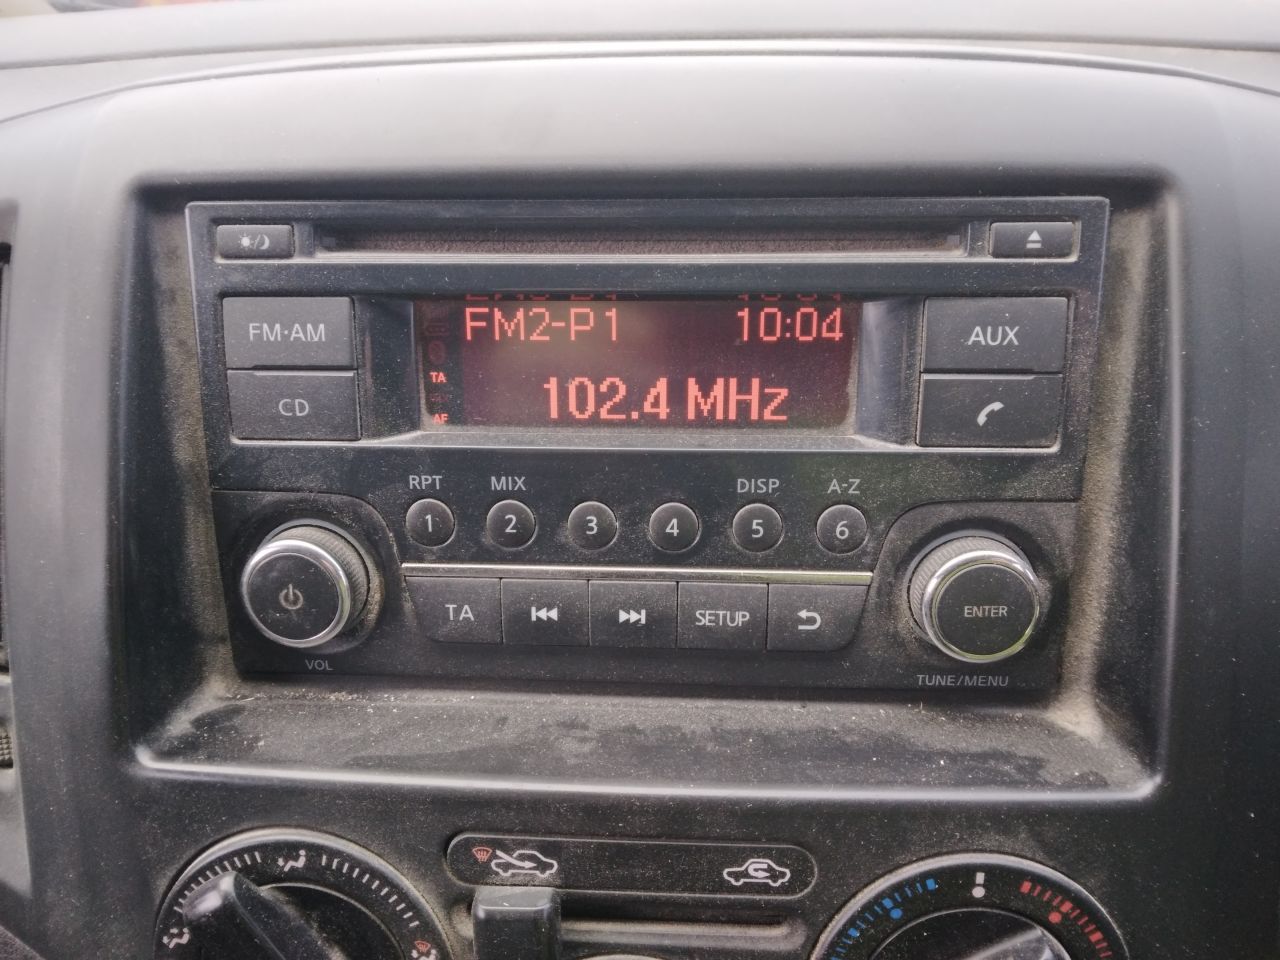 FM·AM
CD
FM2-P1 10:04
TA
AF
102.4 MHz
AUX
RPT MIX DISP A-Z
1 2 3 4 5 6
TA SETUP
ENTER
VOL
TUNE/MENU